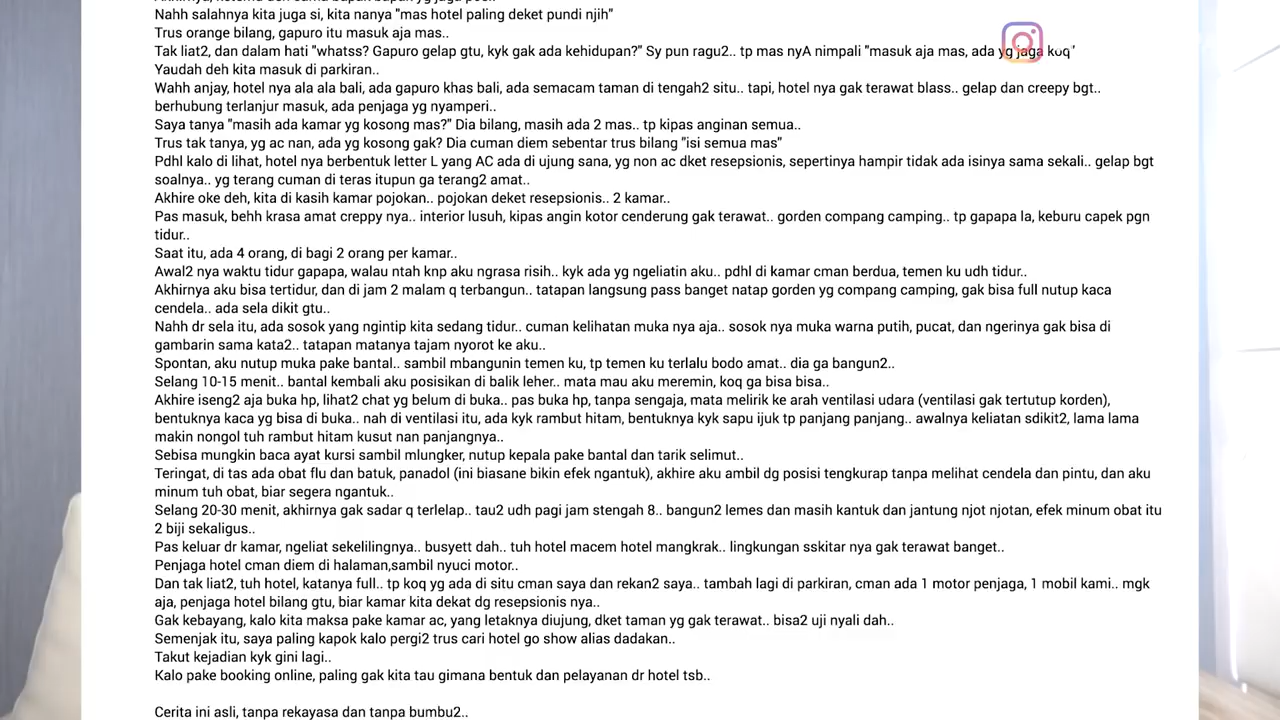 Nahh salahnya kita juga si, kita nanya "mas hotel paling deket pundi njih"
Trus orange bilang, gapuro itu masuk aja mas..
Tak liat2, dan dalam hati "whatss? Gapuro gelap gtu, kyk gak ada kehidupan?" Sy pun ragu2.. tp mas nyA nimpali "masuk aja mas, ada yg jaga koq"
Yaudah deh kita masuk di parkiran..
Wahh anjay, hotel nya ala ala bali, ada gapuro khas bali, ada semacam taman di tengah2 situ.. tapi, hotel nya gak terawat blass.. gelap dan creepy bgt..
berhubung terlanjur masuk, ada penjaga yg nyamperi..
Saya tanya "masih ada kamar yg kosong mas?" Dia bilang, masih ada 2 mas.. tp kipas anginan semua..
Trus tak tanya, yg ac nan, ada yg kosong gak? Dia cuman diem sebentar trus bilang "isi semua mas"
Pdhl kalo di lihat, hotel nya berbentuk letter L yang AC ada di ujung sana, yg non ac dket resepsionis, sepertinya hampir tidak ada isinya sama sekali.. gelap bgt
soalnya.. yg terang cuman di teras itupun ga terang2 amat..
Akhire oke deh, kita di kasih kamar pojokan.. pojokan deket resepsionis.. 2 kamar..
Pas masuk, behh krasa amat creppy nya.. interior lusuh, kipas angin kotor cenderung gak terawat.. gorden compang camping.. tp gapapa la, keburu capek pgn
tidur..
Saat itu, ada 4 orang, di bagi 2 orang per kamar..
Awal2 nya waktu tidur gapapa, walau ntah knp aku ngrasa risih.. kyk ada yg ngeliatin aku.. pdhl di kamar cman berdua, temen ku udh tidur..
Akhirnya aku bisa tertidur, dan di jam 2 malam q terbangun.. tatapan langsung pass banget natap gorden yg compang camping, gak bisa full nutup kaca
cendela.. ada sela dikit gtu..
Nahh dr sela itu, ada sosok yang ngintip kita sedang tidur.. cuman kelihatan muka nya aja.. sosok nya muka warna putih, pucat, dan ngerinya gak bisa di
gambarin sama kata2.. tatapan matanya tajam nyorot ke aku..
Spontan, aku nutup muka pake bantal.. sambil mbangunin temen ku, tp temen ku terlalu bodo amat.. dia ga bangun2..
Selang 10-15 menit.. bantal kembali aku posisikan di balik leher.. mata mau aku meremin, koq ga bisa bisa..
Akhire iseng2 aja buka hp, lihat2 chat yg belum di buka.. pas buka hp, tanpa sengaja, mata melirik ke arah ventilasi udara (ventilasi gak tertutup korden),
bentuknya kaca yg bisa di buka.. nah di ventilasi itu, ada kyk rambut hitam, bentuknya kyk sapu ijuk tp panjang panjang.. awalnya keliatan sdikit2, lama lama
makin nongol tuh rambut hitam kusut nan panjangnya..
Sebisa mungkin baca ayat kursi sambil mlungker, nutup kepala pake bantal dan tarik selimut..
Teringat, di tas ada obat flu dan batuk, panadol (ini biasane bikin efek ngantuk), akhire aku ambil dg posisi tengkurap tanpa melihat cendela dan pintu, dan aku
minum tuh obat, biar segera ngantuk..
Selang 20-30 menit, akhirnya gak sadar q terlelap.. tau2 udh pagi jam stengah 8.. bangun2 lemes dan masih kantuk dan jantung njot njotan, efek minum obat itu
2 biji sekaligus..
Pas keluar dr kamar, ngeliat sekelilingnya.. busyett dah.. tuh hotel macem hotel mangkrak.. lingkungan sskitar nya gak terawat banget..
Penjaga hotel cman diem di halaman,sambil nyuci motor..
Dan tak liat2, tuh hotel, katanya full.. tp koq yg ada di situ cman saya dan rekan2 saya.. tambah lagi di parkiran, cman ada 1 motor penjaga, 1 mobil kami.. mgk
aja, penjaga hotel bilang gtu, biar kamar kita dekat dg resepsionis nya..
Gak kebayang, kalo kita maksa pake kamar ac, yang letaknya diujung, dket taman yg gak terawat.. bisa2 uji nyali dah..
Semenjak itu, saya paling kapok kalo pergi2 trus cari hotel go show alias dadakan..
Takut kejadian kyk gini lagi..
Kalo pake booking online, paling gak kita tau gimana bentuk dan pelayanan dr hotel tsb..
Cerita ini asli, tanpa rekayasa dan tanpa bumbu2..